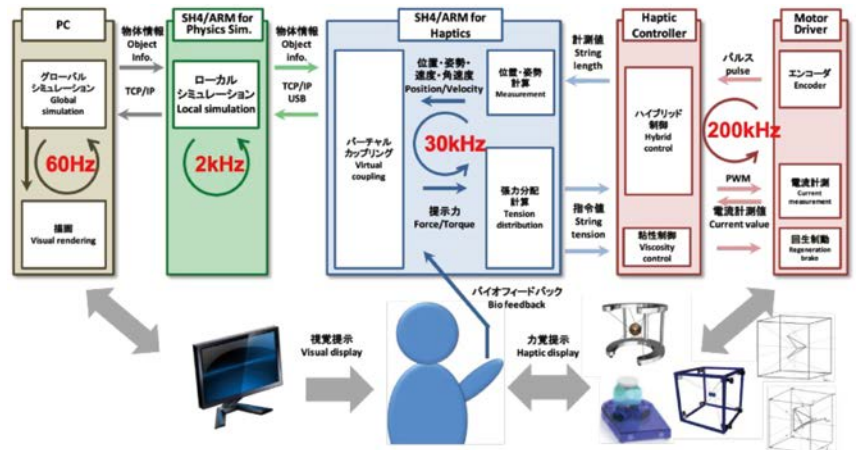 PC
グローバル
シミュレーション
Global
simulation
60Hz
描画
Visual rendering
物体情報
Object
Info.
TCP/IP
SH4/ARM for
Physics Sim.
ローカル
シミュレーション
Local simulation
2kHz
物体情報
Object
info.
TCP/IP
USB
SH4/ARM for
Haptics
バーチャル
カップリング
Virtual
coupling
位置・姿勢・
速度・角速度
Position/Velocity
30kHz
提示力
Force/Torque
位置・姿勢
計算
Measurement
張力分配
計算
Tension
distribution
計測値
String
length
指令値
String
tension
Haptic
Controller
ハイブリッド
制御
Hybrid
control
粘性制御
Viscosity
control
パルス
pulse
200kHz
PWM
電流計測値
Current value
Motor
Driver
エンコーダ
Encoder
電流計測
Current
measurement
回生制動
Regeneration
brake
バイオフィードバック
Bio feedback
視覚提示
Visual display
力覚提示
Haptic display